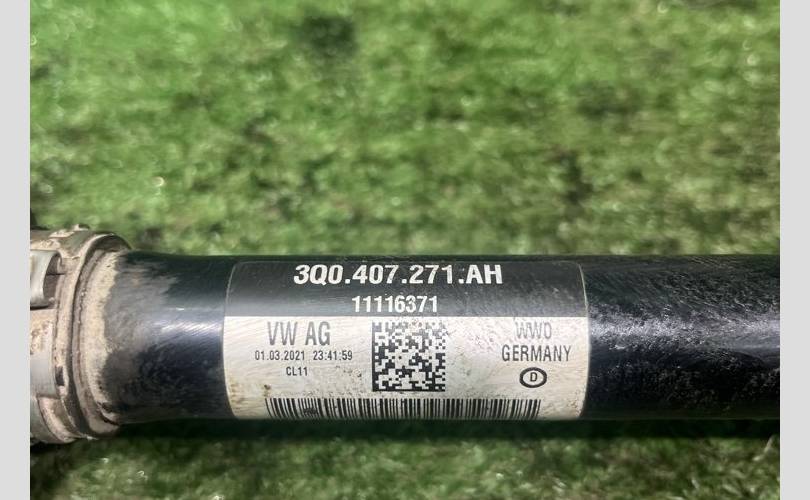 3Q0.407.271.AH
11116371
VW AG
01.03.2021 23:41:59
CL11
WWO
GERMANY
D